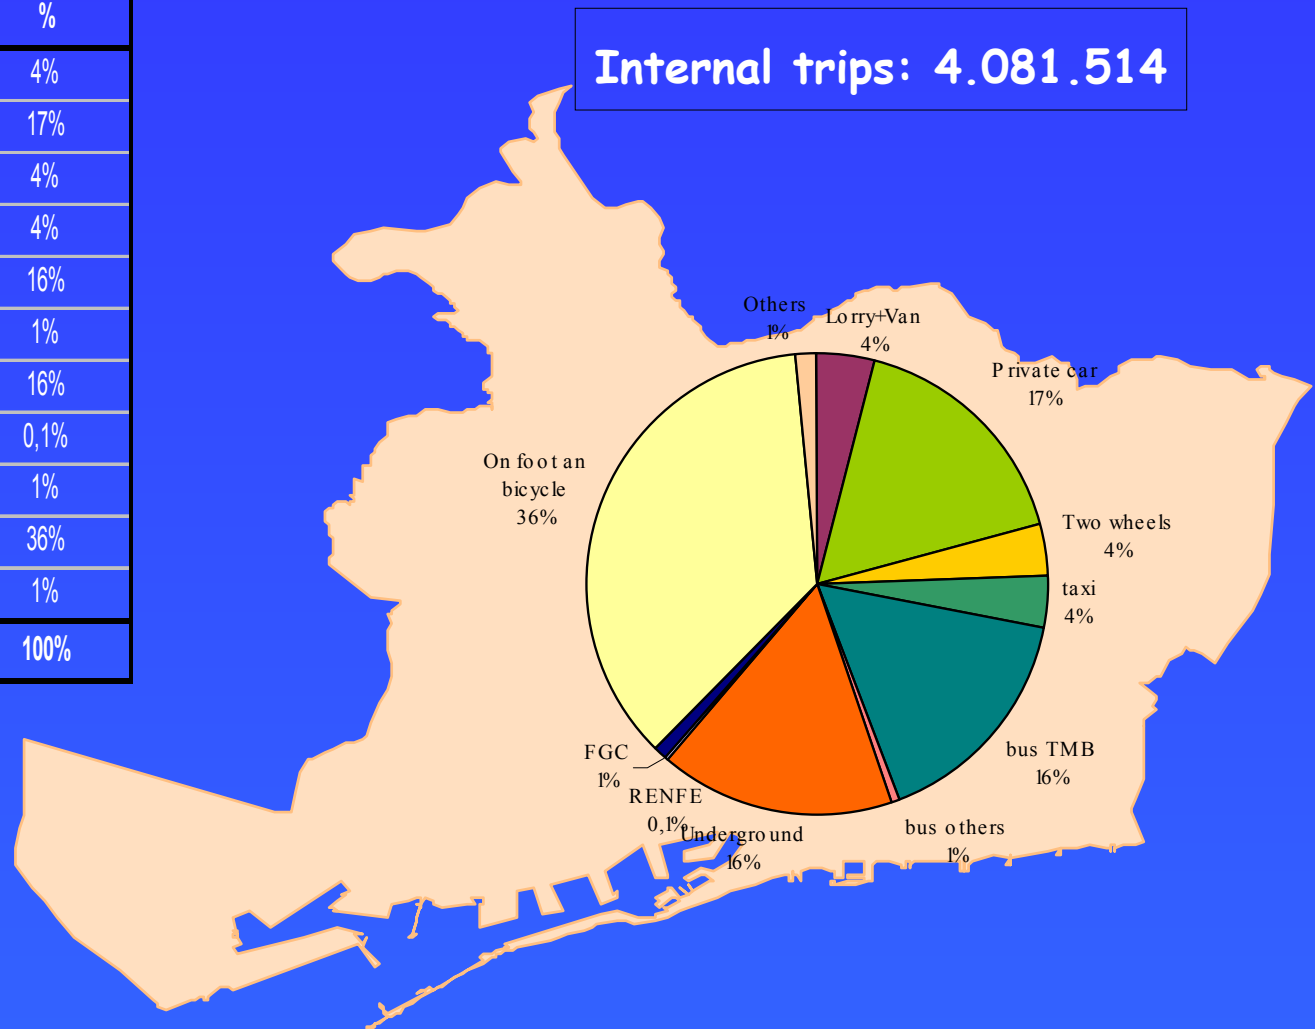 %
4%
17%
4%
4%
16%
1%
16%
0,1%
1%
36%
1%
100%
Internal trips: 4.081.514
Others
1%
Lorry+Van
4%
Private car
17%
Two wheels
4%
taxi
4%
bus TMB
16%
bus others
1%
Underground
16%
RENFE
0,1%
FGC
1%
On foot an
bicycle
36%